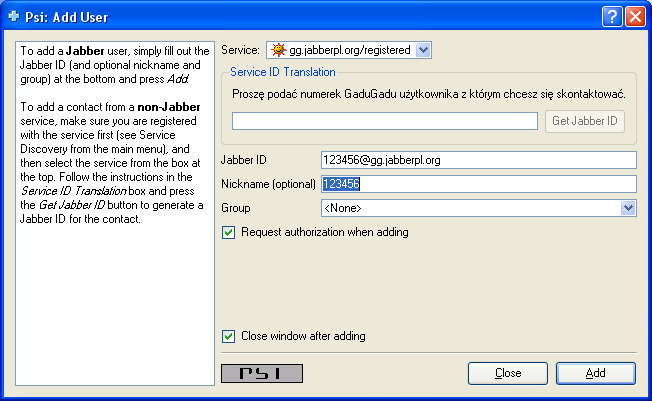 Psi: Add User
To add a Jabber user, simply fill out the
Jabber ID (and optional nickname and
group) at the bottom and press Add.
To add a contact from a non-Jabber
service, make sure you are registered
with the service first (see Service
Discovery from the main menu), and
then select the service from the box at
the top. Follow the instructions in the
Service ID Translation box and press
the Get Jabber ID button to generate a
Jabber ID for the contact.
Service: gg.jabberpl.org/registered
Service ID Translation
Proszę podać numerek GaduGadu użytkownika z którym chcesz się skontaktować.
Get Jabber ID
Jabber ID 123456@gg.jabberpl.org
Nickname (optional) 123456
Group <None>
Request authorization when adding
Close window after adding
PSI
Close Add